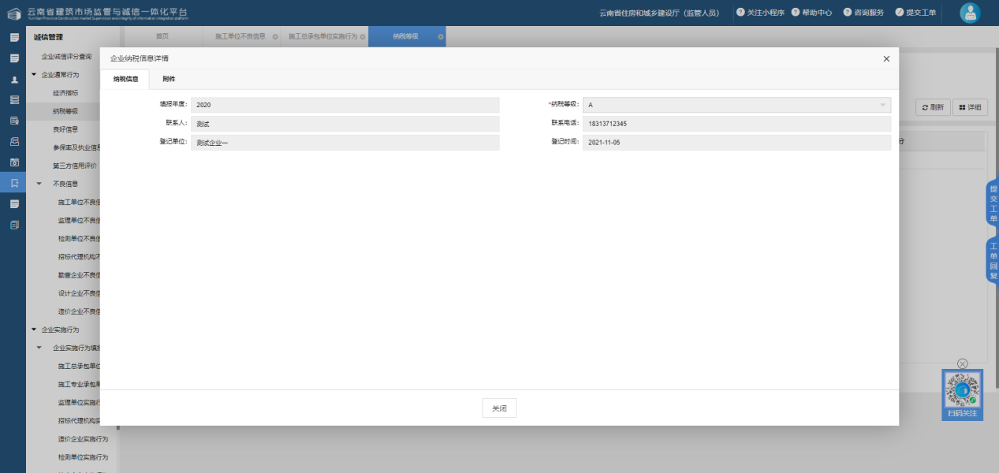 云南省建筑市场监管与诚信一体化平台
Yun Nan Province Construction market Supervision and Integrity of information integration platform
云南省住房和城乡建设厅（监管人员）
关注小程序
帮助中心
咨询服务
提交工单
诚信管理
首页
施工单位不良信息
施工总承包单位实施行为
纳税等级
企业诚信评分查询
企业通常行为
经济指标
纳税等级
良好信息
参保率及执业信息
第三方信用评价
不良信息
施工单位不良信
监理单位不良信
检测单位不良信
招标代理机构不
勘查企业不良信
设计企业不良信
造价企业不良信
企业实施行为
企业实施行为填报
施工总承包单位
施工专业承包单
监理单位实施行
招标代理机构实
造价企业实施行为
检测单位实施行为
企业纳税信息详情
纳税信息
附件
填报年度: 2020
*纳税等级: A
联系人: 测试
联系电话: 18313712345
登记单位: 测试企业一
登记时间: 2021-11-05
关闭
刷新
详细
分
提交工单
工单回复
扫码关注